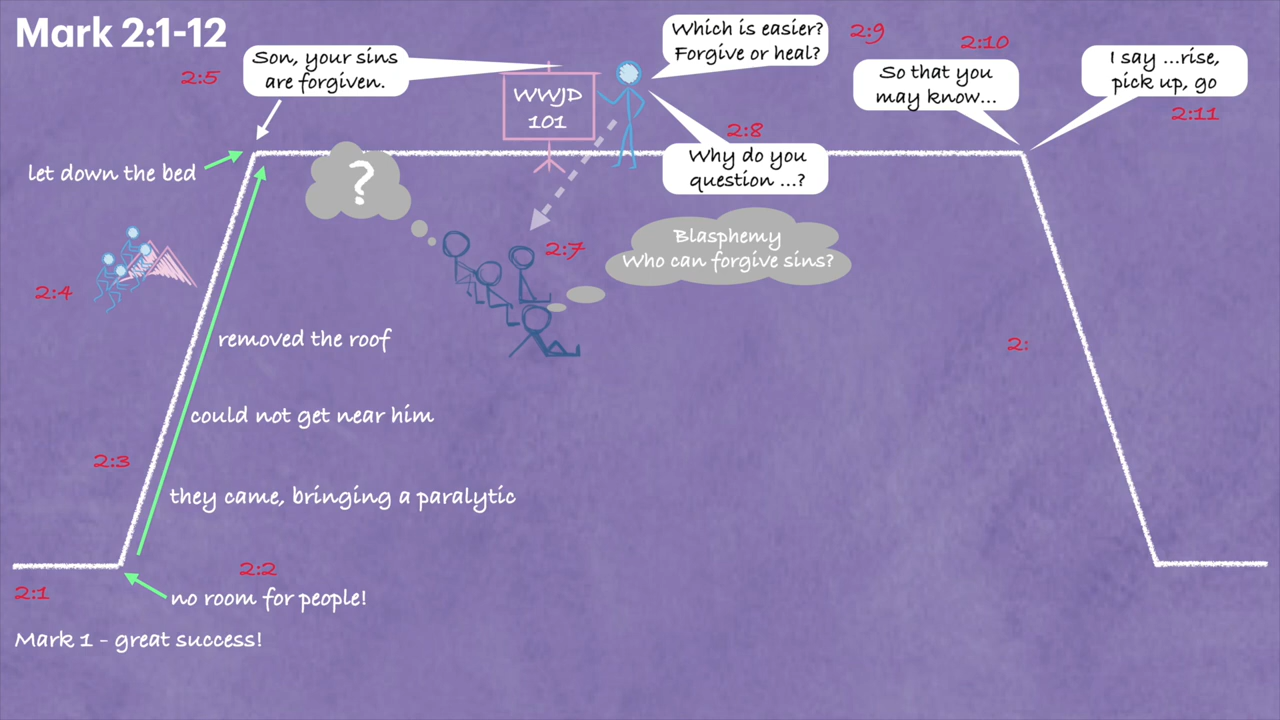 Mark 2:1-12
2:5
Son, your sins
are forgiven.
WWJD
101
Which is easier?
Forgive or heal?
2:9
2:10
So that you
may know...
I say ...rise,
pick up, go
2:11
2:8
Why do you
question ...?
let down the bed
?
2:7
Blasphemy
Who can forgive sins?
2:4
removed the roof
2:
could not get near him
2:3
they came, bringing a paralytic
2:2
no room for people!
2:1
Mark 1 - great success!